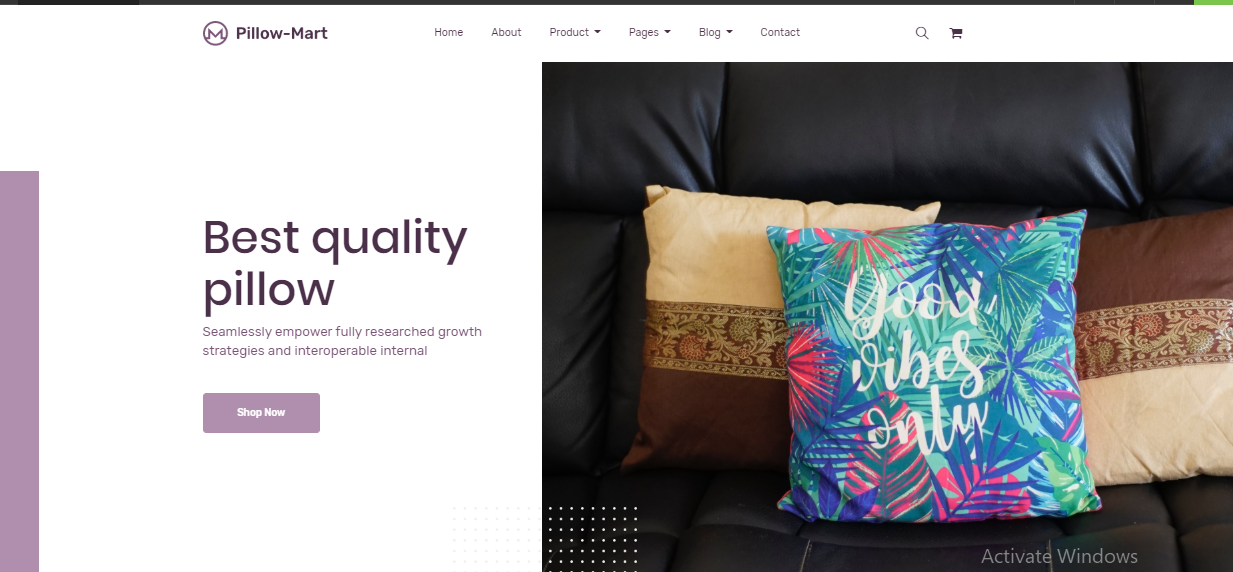 Pillow-Mart
Home About Product Pages Blog Contact
Best quality
pillow
Seamlessly empower fully researched growth
strategies and interoperable internal
Shop Now
Good
vibes
only
Activate Windows